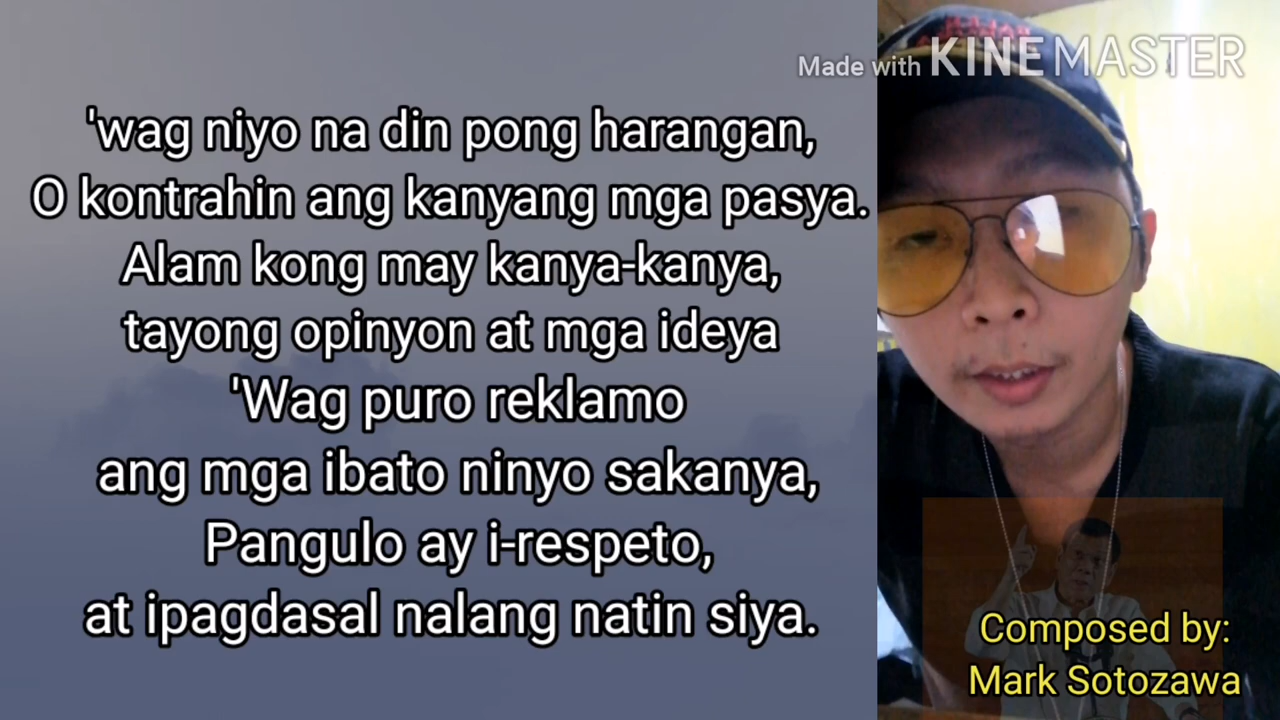 Made with KINEMASTER
'wag niyo na din pong harangan,
O kontrahin ang kanyang mga pasya.
Alam kong may kanya-kanya,
tayong opinyon at mga ideya
'Wag puro reklamo
ang mga ibato ninyo sakanya,
Pangulo ay i-respeto,
at ipagdasal nalang natin siya.
Composed by:
Mark Sotozawa